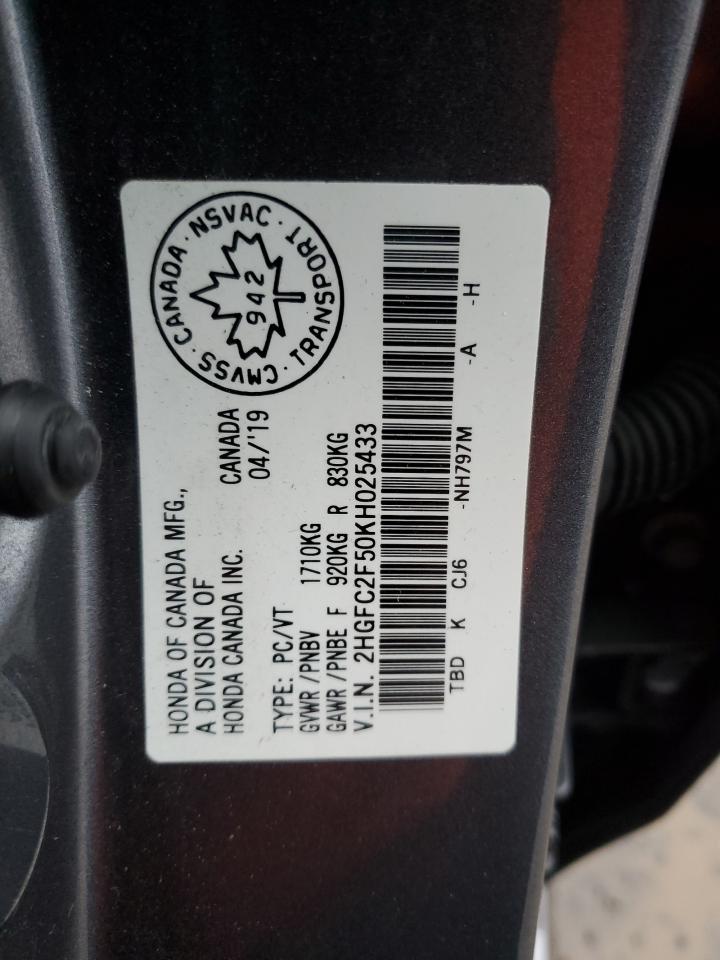 HONDA OF CANADA MFG.,
A DIVISION OF
HONDA CANADA INC.
CANADA
04/'19
TYPE: PC/VT
GVWR/PNBV 1710KG
GAWR/PNBE F 920KG R 830KG
V.I.N. 2HGFC2F50KH025433
TBD K CJ6 -NH797M -A -H
CANADA · NSVAC · TRANSPORT · CMVSS ·
942